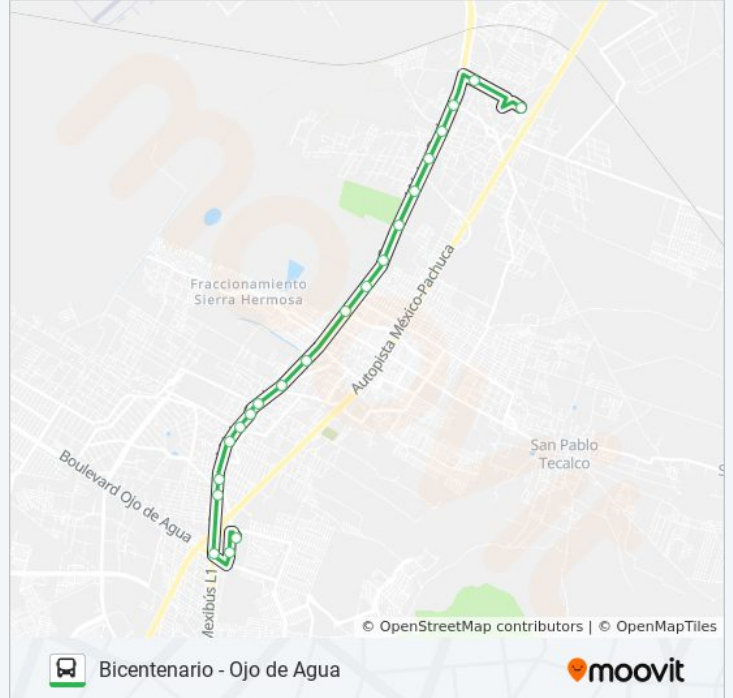 Autopista México-Pachuca
Fraccionamiento
Sierra Hermosa
San Pablo
Tecalco
Boulevard Ojo de Agua
Mexibús L1
© OpenStreetMap contributors | © OpenMapTiles
Bicentenario - Ojo de Agua
moovit